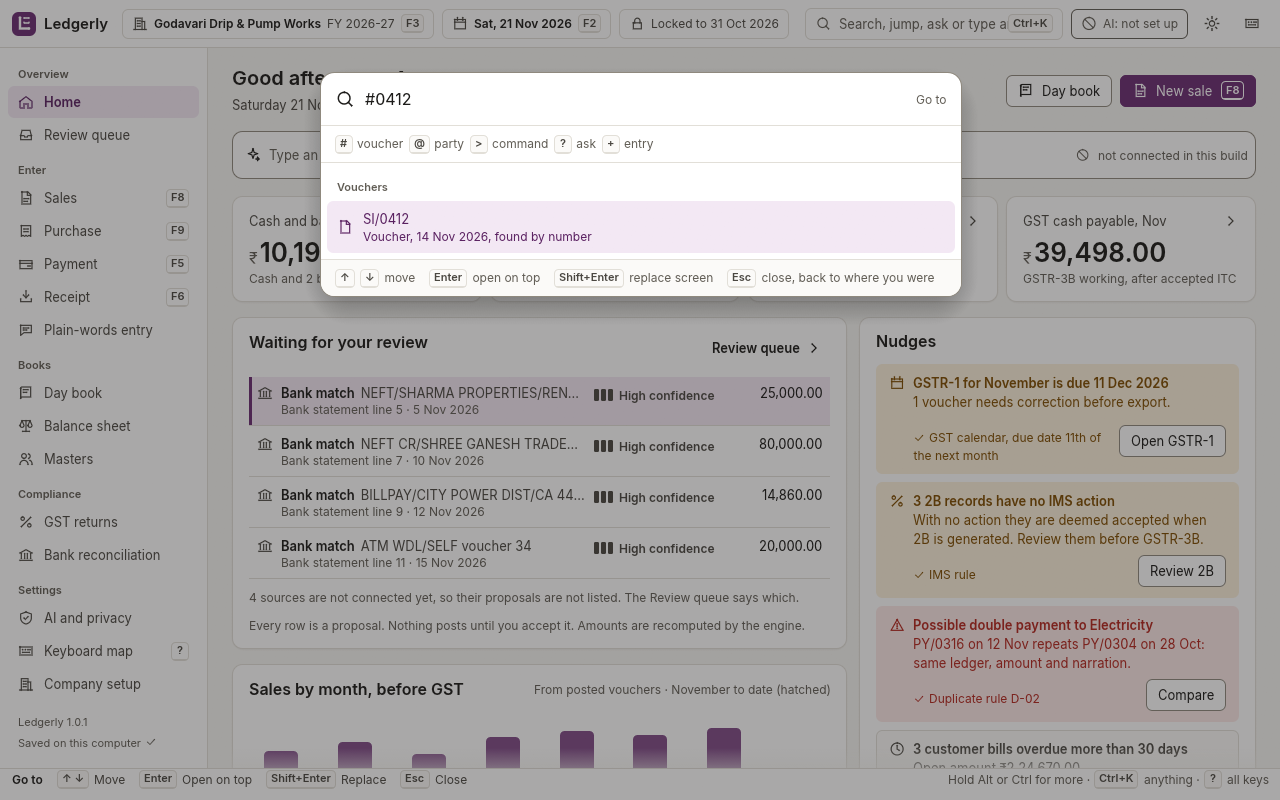 Ledgerly
Godavari Drip & Pump Works FY 2026-27 F3
Sat, 21 Nov 2026 F2
Locked to 31 Oct 2026
Search, jump, ask or type a Ctrl+K
AI: not set up
Overview
Home
Review queue
Enter
Sales F8
Purchase F9
Payment F5
Receipt F6
Plain-words entry
Books
Day book
Balance sheet
Masters
Compliance
GST returns
Bank reconciliation
Settings
AI and privacy
Keyboard map ?
Company setup
Ledgerly 1.0.1
Saved on this computer
Good afte
Saturday 21 No
Day book
New sale F8
Type an
not connected in this build
#0412 Go to
# voucher @ party > command ? ask + entry
Vouchers
SI/0412
Voucher, 14 Nov 2026, found by number
↑ ↓ move Enter open on top Shift+Enter replace screen Esc close, back to where you were
Cash and b
₹10,19
Cash and 2 b
GST cash payable, Nov
₹39,498.00
GSTR-3B working, after accepted ITC
Waiting for your review
Review queue
Bank match NEFT/SHARMA PROPERTIES/REN... High confidence 25,000.00
Bank statement line 5 · 5 Nov 2026
Bank match NEFT CR/SHREE GANESH TRADE... High confidence 80,000.00
Bank statement line 7 · 10 Nov 2026
Bank match BILLPAY/CITY POWER DIST/CA 44... High confidence 14,860.00
Bank statement line 9 · 12 Nov 2026
Bank match ATM WDL/SELF voucher 34 High confidence 20,000.00
Bank statement line 11 · 15 Nov 2026
4 sources are not connected yet, so their proposals are not listed. The Review queue says which.
Every row is a proposal. Nothing posts until you accept it. Amounts are recomputed by the engine.
Sales by month, before GST
From posted vouchers · November to date (hatched)
Nudges
GSTR-1 for November is due 11 Dec 2026
1 voucher needs correction before export.
✓ GST calendar, due date 11th of
the next month
Open GSTR-1
3 2B records have no IMS action
With no action they are deemed accepted when
2B is generated. Review them before GSTR-3B.
✓ IMS rule
Review 2B
Possible double payment to Electricity
PY/0316 on 12 Nov repeats PY/0304 on 28 Oct:
same ledger, amount and narration.
✓ Duplicate rule D-02
Compare
3 customer bills overdue more than 30 days
Open amount ₹2,24,670.00
Go to ↑ ↓ Move Enter Open on top Shift+Enter Replace Esc Close
Hold Alt or Ctrl for more · Ctrl+K anything · ? all keys